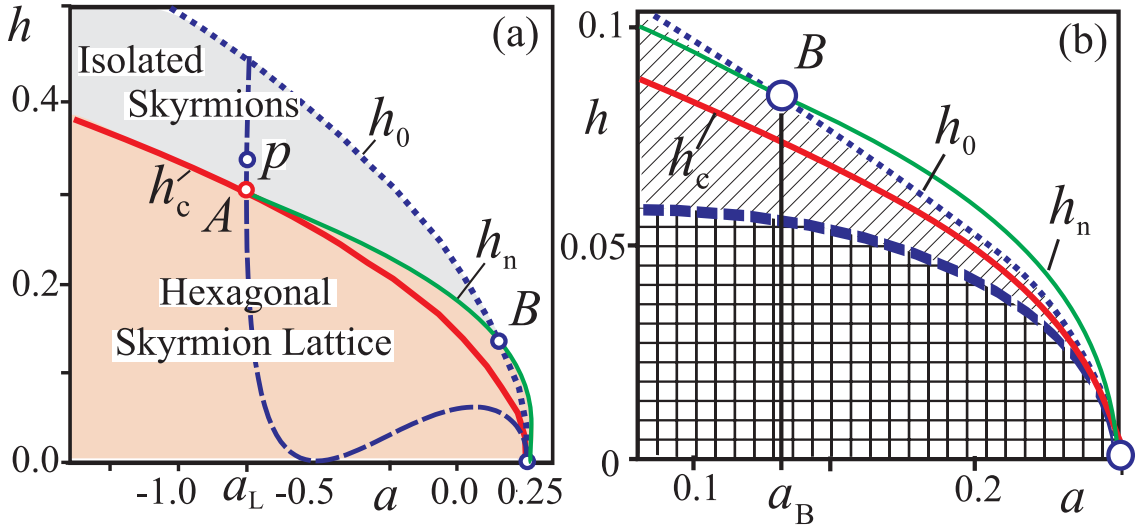 h
(a)
Isolated
Skyrmions
0.4
h0
p
hc
A
hn
0.2
Hexagonal
B
Skyrmion Lattice
0.0
-1.0
aL
-0.5
a
0.0
0.25
0.1
(b)
B
h
h0
hc
hn
0.05
0
0.1
aB
0.2
a